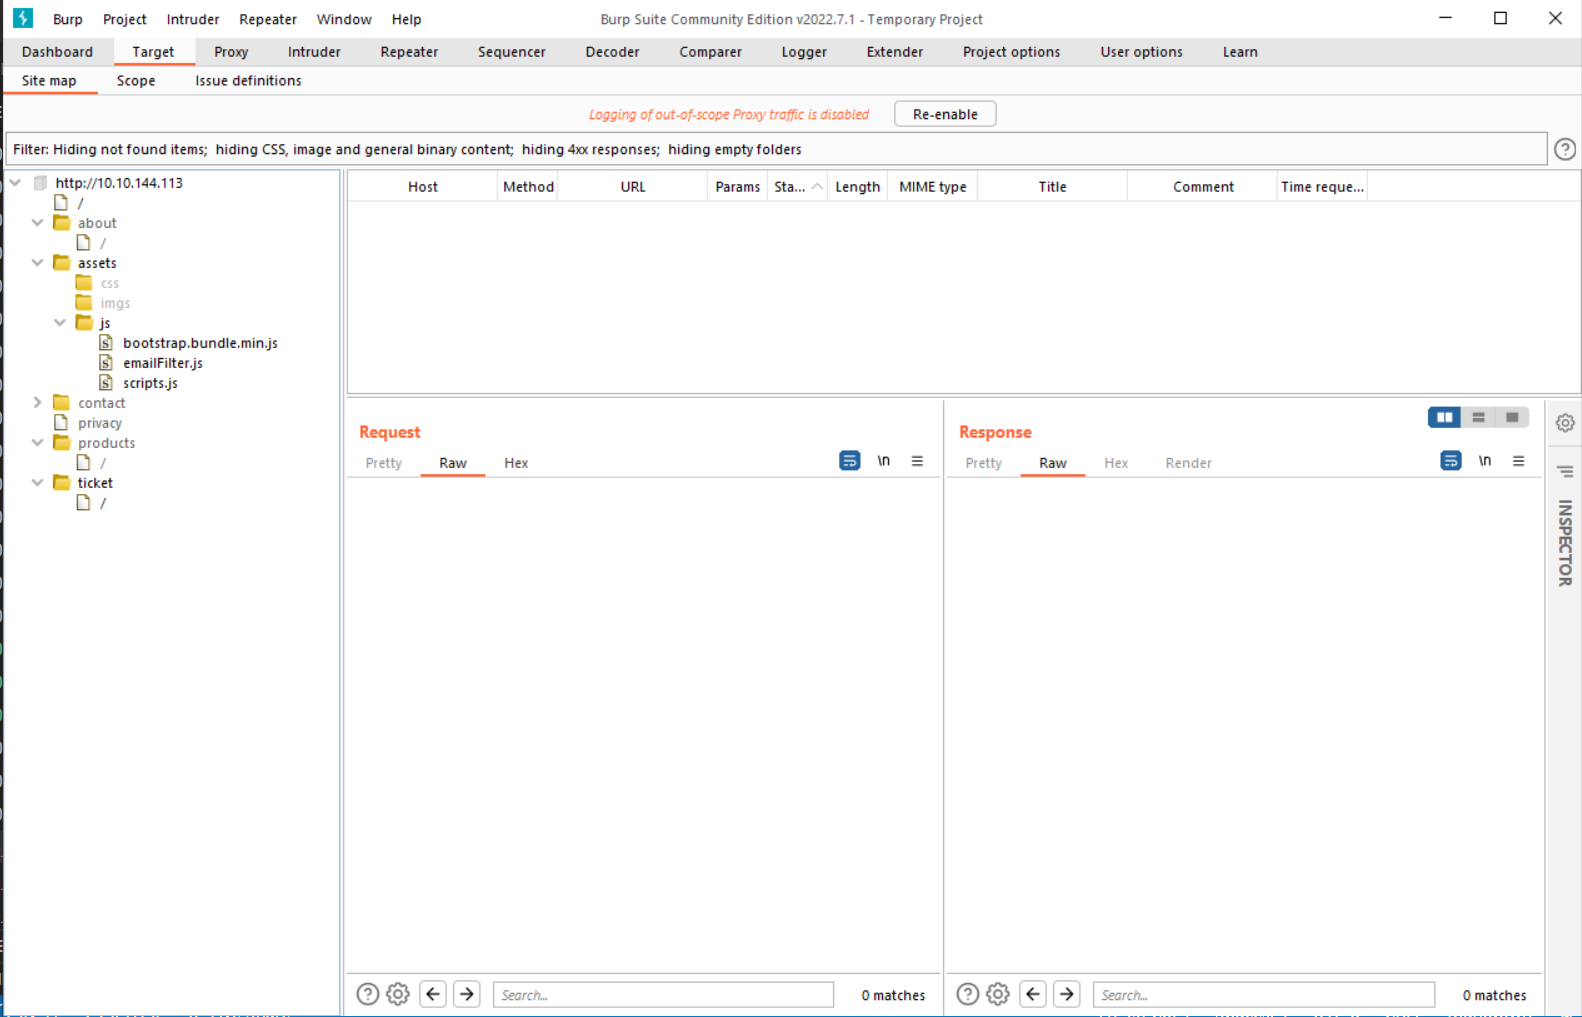 Burp Project Intruder Repeater Window Help Burp Suite Community Edition v2022.7.1 - Temporary Project
Dashboard Target Proxy Intruder Repeater Sequencer Decoder Comparer Logger Extender Project options User options Learn
Site map Scope Issue definitions
Logging of out-of-scope Proxy traffic is disabled Re-enable
Filter: Hiding not found items; hiding CSS, image and general binary content; hiding 4xx responses; hiding empty folders ?
http://10.10.144.113
/
about
/
assets
css
imgs
js
bootstrap.bundle.min.js
emailFilter.js
scripts.js
contact
privacy
products
/
ticket
/
Host Method URL Params Sta... Length MIME type Title Comment Time reque...
Request
Pretty Raw Hex \n
Search... 0 matches
Response
Pretty Raw Hex Render \n
Search... 0 matches
INSPECTOR